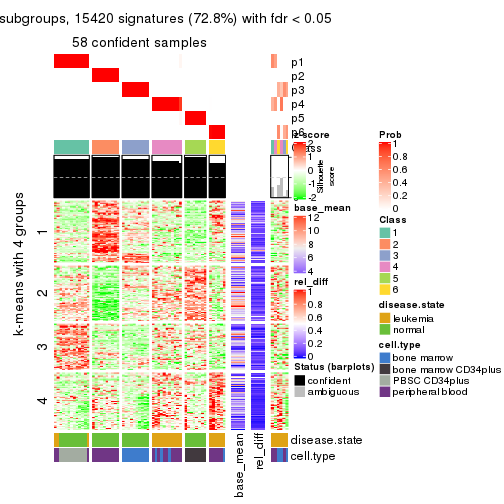 subgroups, 15420 signatures (72.8%) with fdr < 0.05
58 confident samples
p1
p2
p3
p4
p5
p6
z-score
2
1
0
-1
-2
Class
Silhouette
score
k-means with 4 groups
1
2
3
4
base_mean
12
10
8
6
4
rel_diff
1
0.8
0.6
0.4
0.2
0
Status (barplots)
confident
ambiguous
Prob
1
0.8
0.6
0.4
0.2
0
Class
1
2
3
4
5
6
disease.state
leukemia
normal
cell.type
bone marrow
bone marrow CD34plus
PBSC CD34plus
peripheral blood
disease.state
cell.type
base_mean
rel_diff